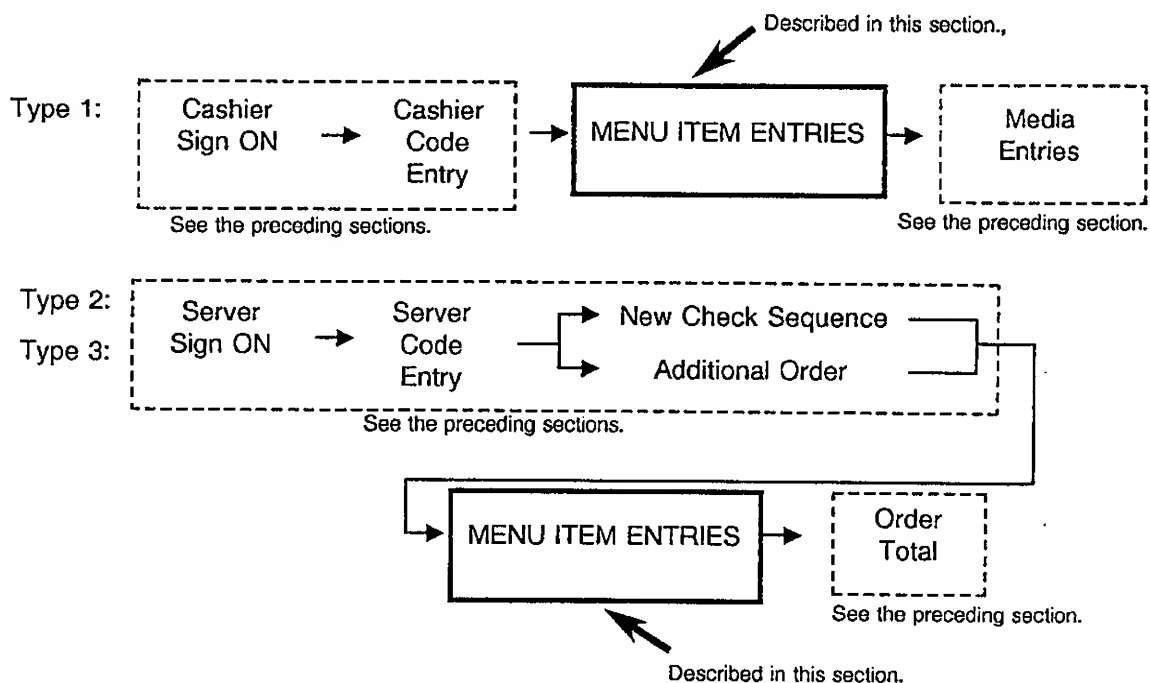 Described in this section.,
Type 1:
Cashier
Sign ON
Cashier
Code
Entry
MENU ITEM ENTRIES
Media
Entries
See the preceding sections.
See the preceding section.
Type 2:
Type 3:
Server
Sign ON
Server
Code
Entry
New Check Sequence
Additional Order
See the preceding sections.
MENU ITEM ENTRIES
Order
Total
See the preceding section.
Described in this section.